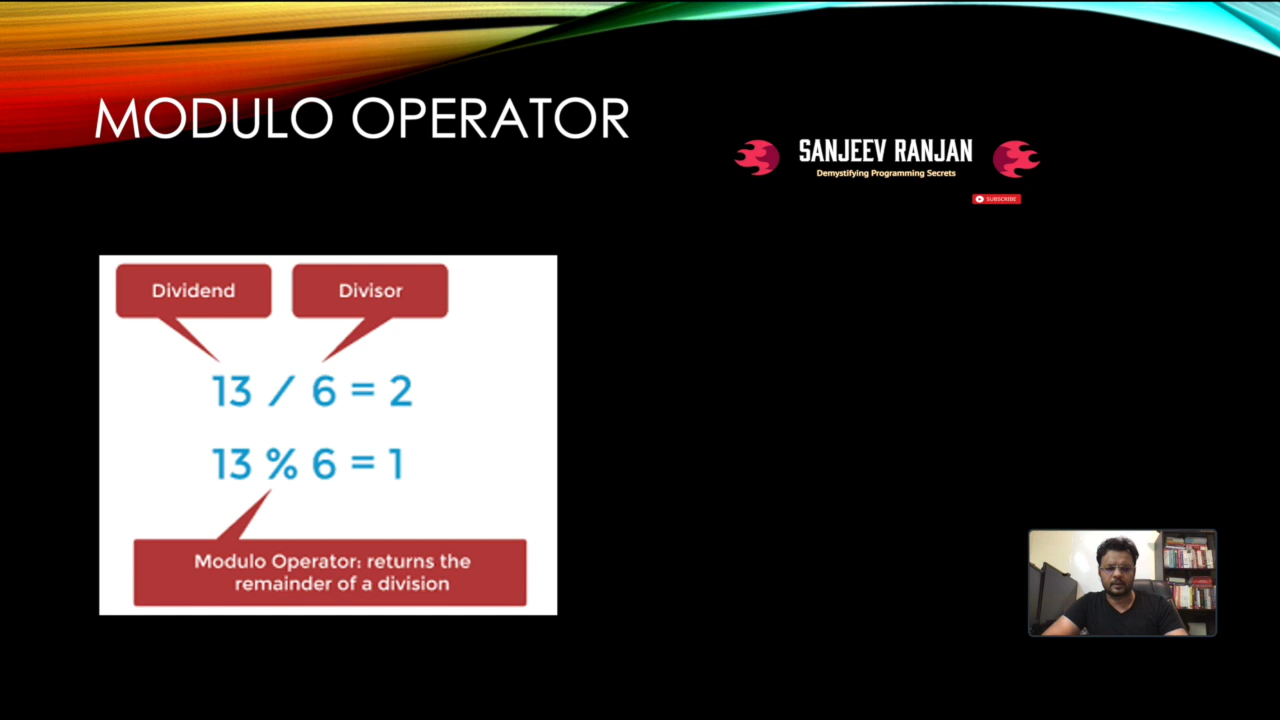 MODULO OPERATOR
SANJEEV RANJAN
Demystifying Programming Secrets
SUBSCRIBE
Dividend
Divisor
13 / 6 = 2
13 % 6 = 1
Modulo Operator: returns the
remainder of a division